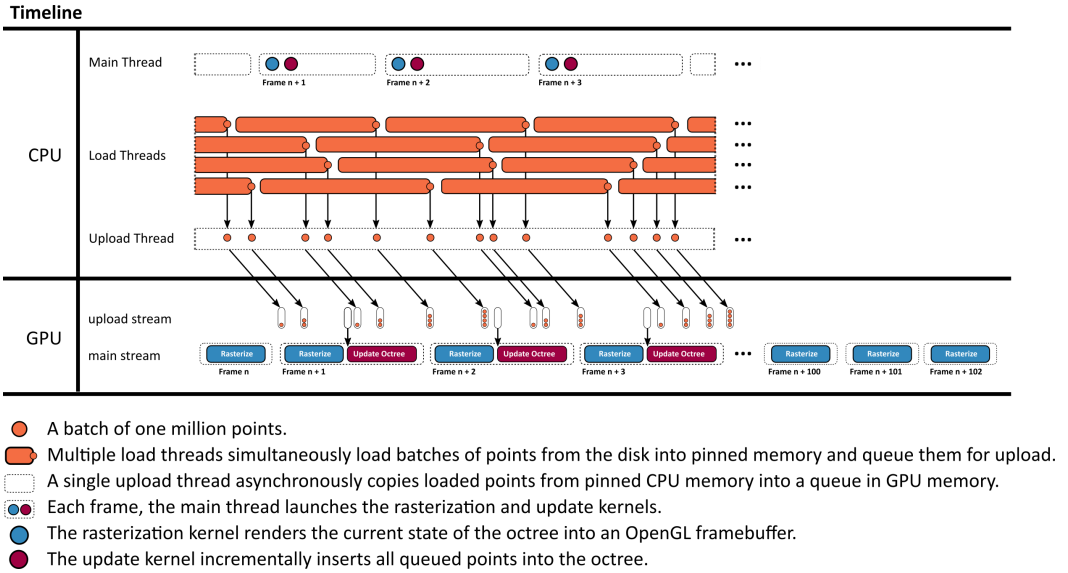 Timeline
Main Thread
Frame n + 1
Frame n + 2
Frame n + 3
•••
CPU
Load Threads
•••
•••
•••
•••
Upload Thread
•••
GPU
upload stream
main stream
Rasterize
Rasterize
Update Octree
Rasterize
Update Octree
Rasterize
Update Octree
•••
Rasterize
Rasterize
Rasterize
Frame n
Frame n + 1
Frame n + 2
Frame n + 3
Frame n + 100
Frame n + 101
Frame n + 102
A batch of one million points.
Multiple load threads simultaneously load batches of points from the disk into pinned memory and queue them for upload.
A single upload thread asynchronously copies loaded points from pinned CPU memory into a queue in GPU memory.
Each frame, the main thread launches the rasterization and update kernels.
The rasterization kernel renders the current state of the octree into an OpenGL framebuffer.
The update kernel incrementally inserts all queued points into the octree.